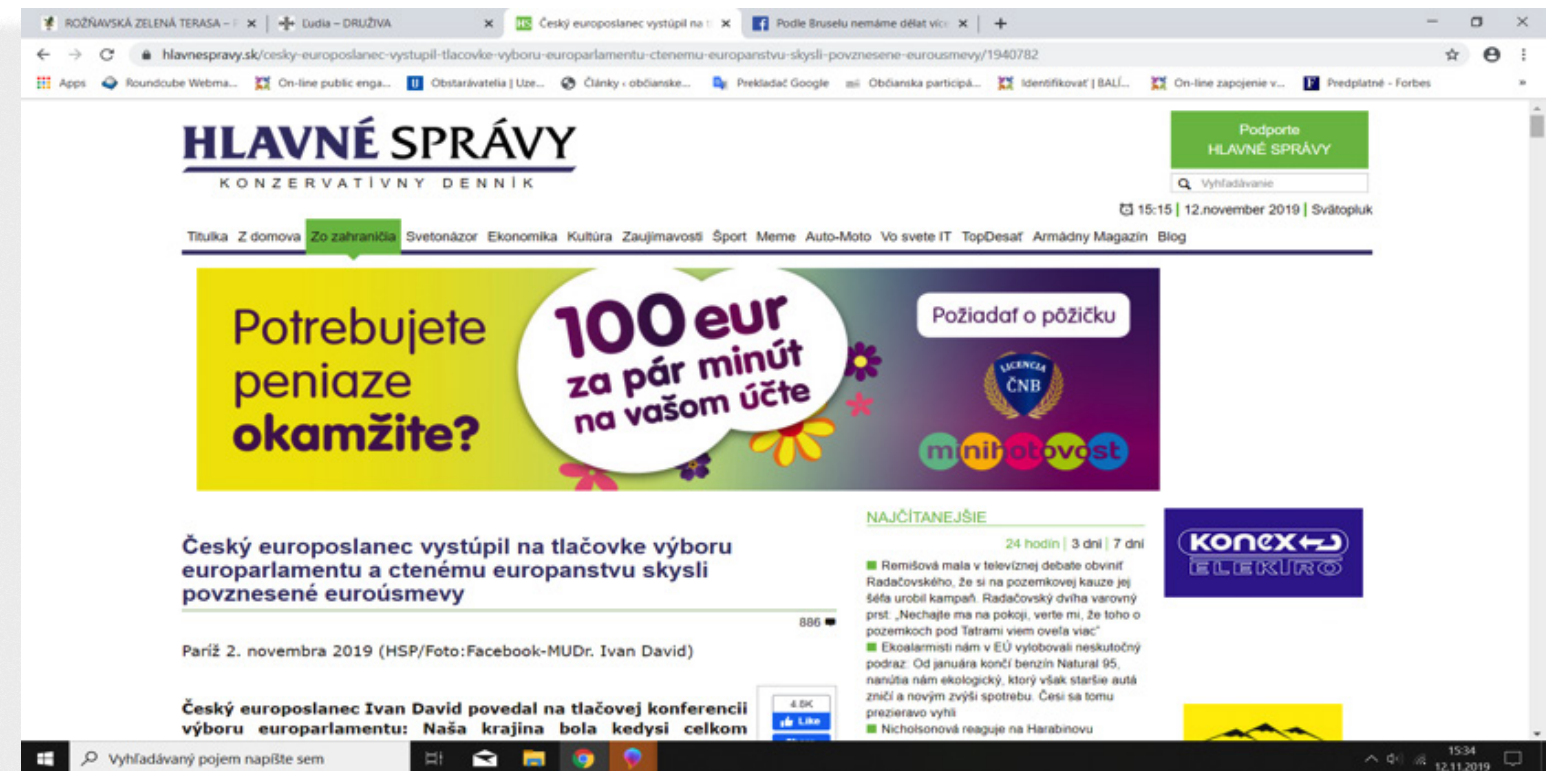 ROŽŇAVSKÁ ZELENÁ TERASA –
Ľudia – DRUŽIVA
Český europoslanec vystúpil na
Podle Bruselu nemáme dělat více
hlavnespravy.sk/cesky-europoslanec-vystupil-tlacovke-vyboru-europarlamentu-ctenemu-europanstvu-skysli-povznesene-eurousmevy/1940782
Apps
Roundcube Webma...
On-line public enga...
Obstarávatelia | Uze...
Články ‹ občianske...
Prekladač Google
Občianska participá...
Identifikovať | BALÍ...
On-line zapojenie v...
Predplatné - Forbes
HLAVNÉ SPRÁVY
KONZERVATÍVNY DENNÍK
Podporte
HLAVNÉ SPRÁVY
Vyhľadávanie
15:15 | 12.november 2019 | Svätopluk
Titulka Z domova Zo zahraničia Svetonázor Ekonomika Kultúra Zaujímavosti Šport Meme Auto-Moto Vo svete IT TopDesať Armádny Magazín Blog
Potrebujete
peniaze
okamžite?
100 eur
za pár minút
na vašom účte
Požiadať o pôžičku
LICENCIA
ČNB
minihotovost
Český europoslanec vystúpil na tlačovke výboru
europarlamentu a ctenému europanstvu skysli
povznesené euroúsmevy
886
Paríž 2. novembra 2019 (HSP/Foto:Facebook-MUDr. Ivan David)
Český europoslanec Ivan David povedal na tlačovej konferencii
výboru europarlamentu: Naša krajina bola kedysi celkom
4.8K
Like
NAJČÍTANEJŠIE
24 hodín | 3 dni | 7 dní
Remišová mala v televíznej debate obviniť
Radačovského, že si na pozemkovej kauze jej
šéfa urobil kampaň. Radačovský dvíha varovný
prst: „Nechajte ma na pokoji, verte mi, že toho o
pozemkoch pod Tatrami viem oveľa viac“
Ekoalarmisti nám v EÚ vylobovali neskutočný
podraz: Od januára končí benzín Natural 95,
nanútia nám ekologický, ktorý však staršie autá
zničí a novým zvýši spotrebu. Česi sa tomu
prezieravo vyhli
Nicholsonová reaguje na Harabinovu
KONEX
ELEKTRO
Vyhľadávaný pojem napíšte sem
15:34
12.11.2019